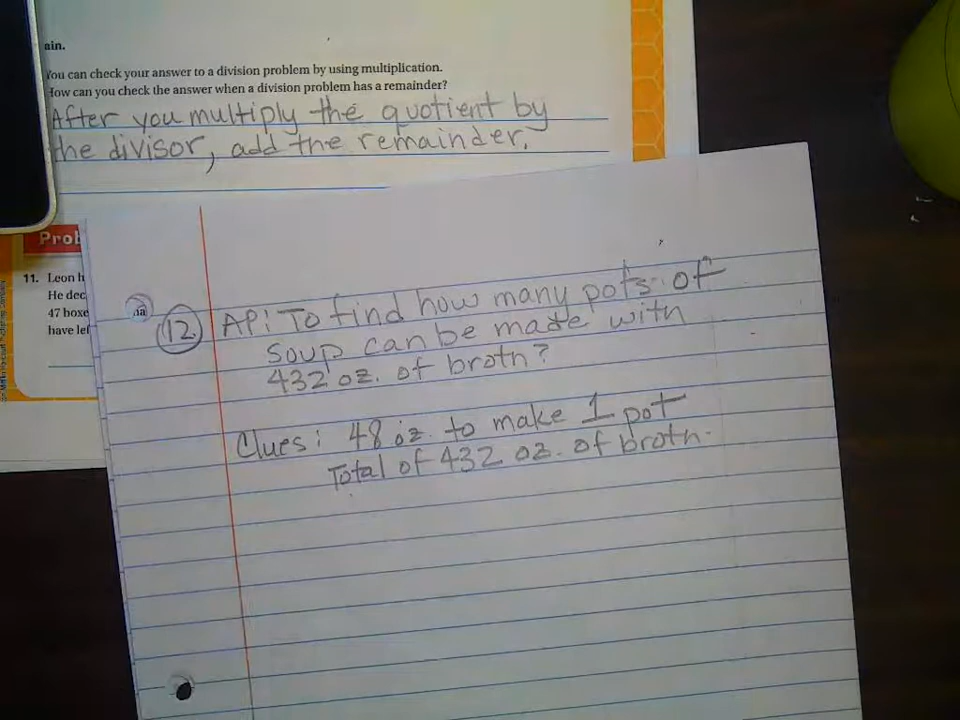 ain.
You can check your answer to a division problem by using multiplication.
How can you check the answer when a division problem has a remainder?
After you multiply the quotient by
the divisor, add the remainder.
Prob
11. Leon h
He dec
47 boxe
have lef
12. AP: To find how many pots of
soup can be made with
432 oz. of broth?
Clues: 48 oz to make 1 pot
Total of 432 oz. of broth.